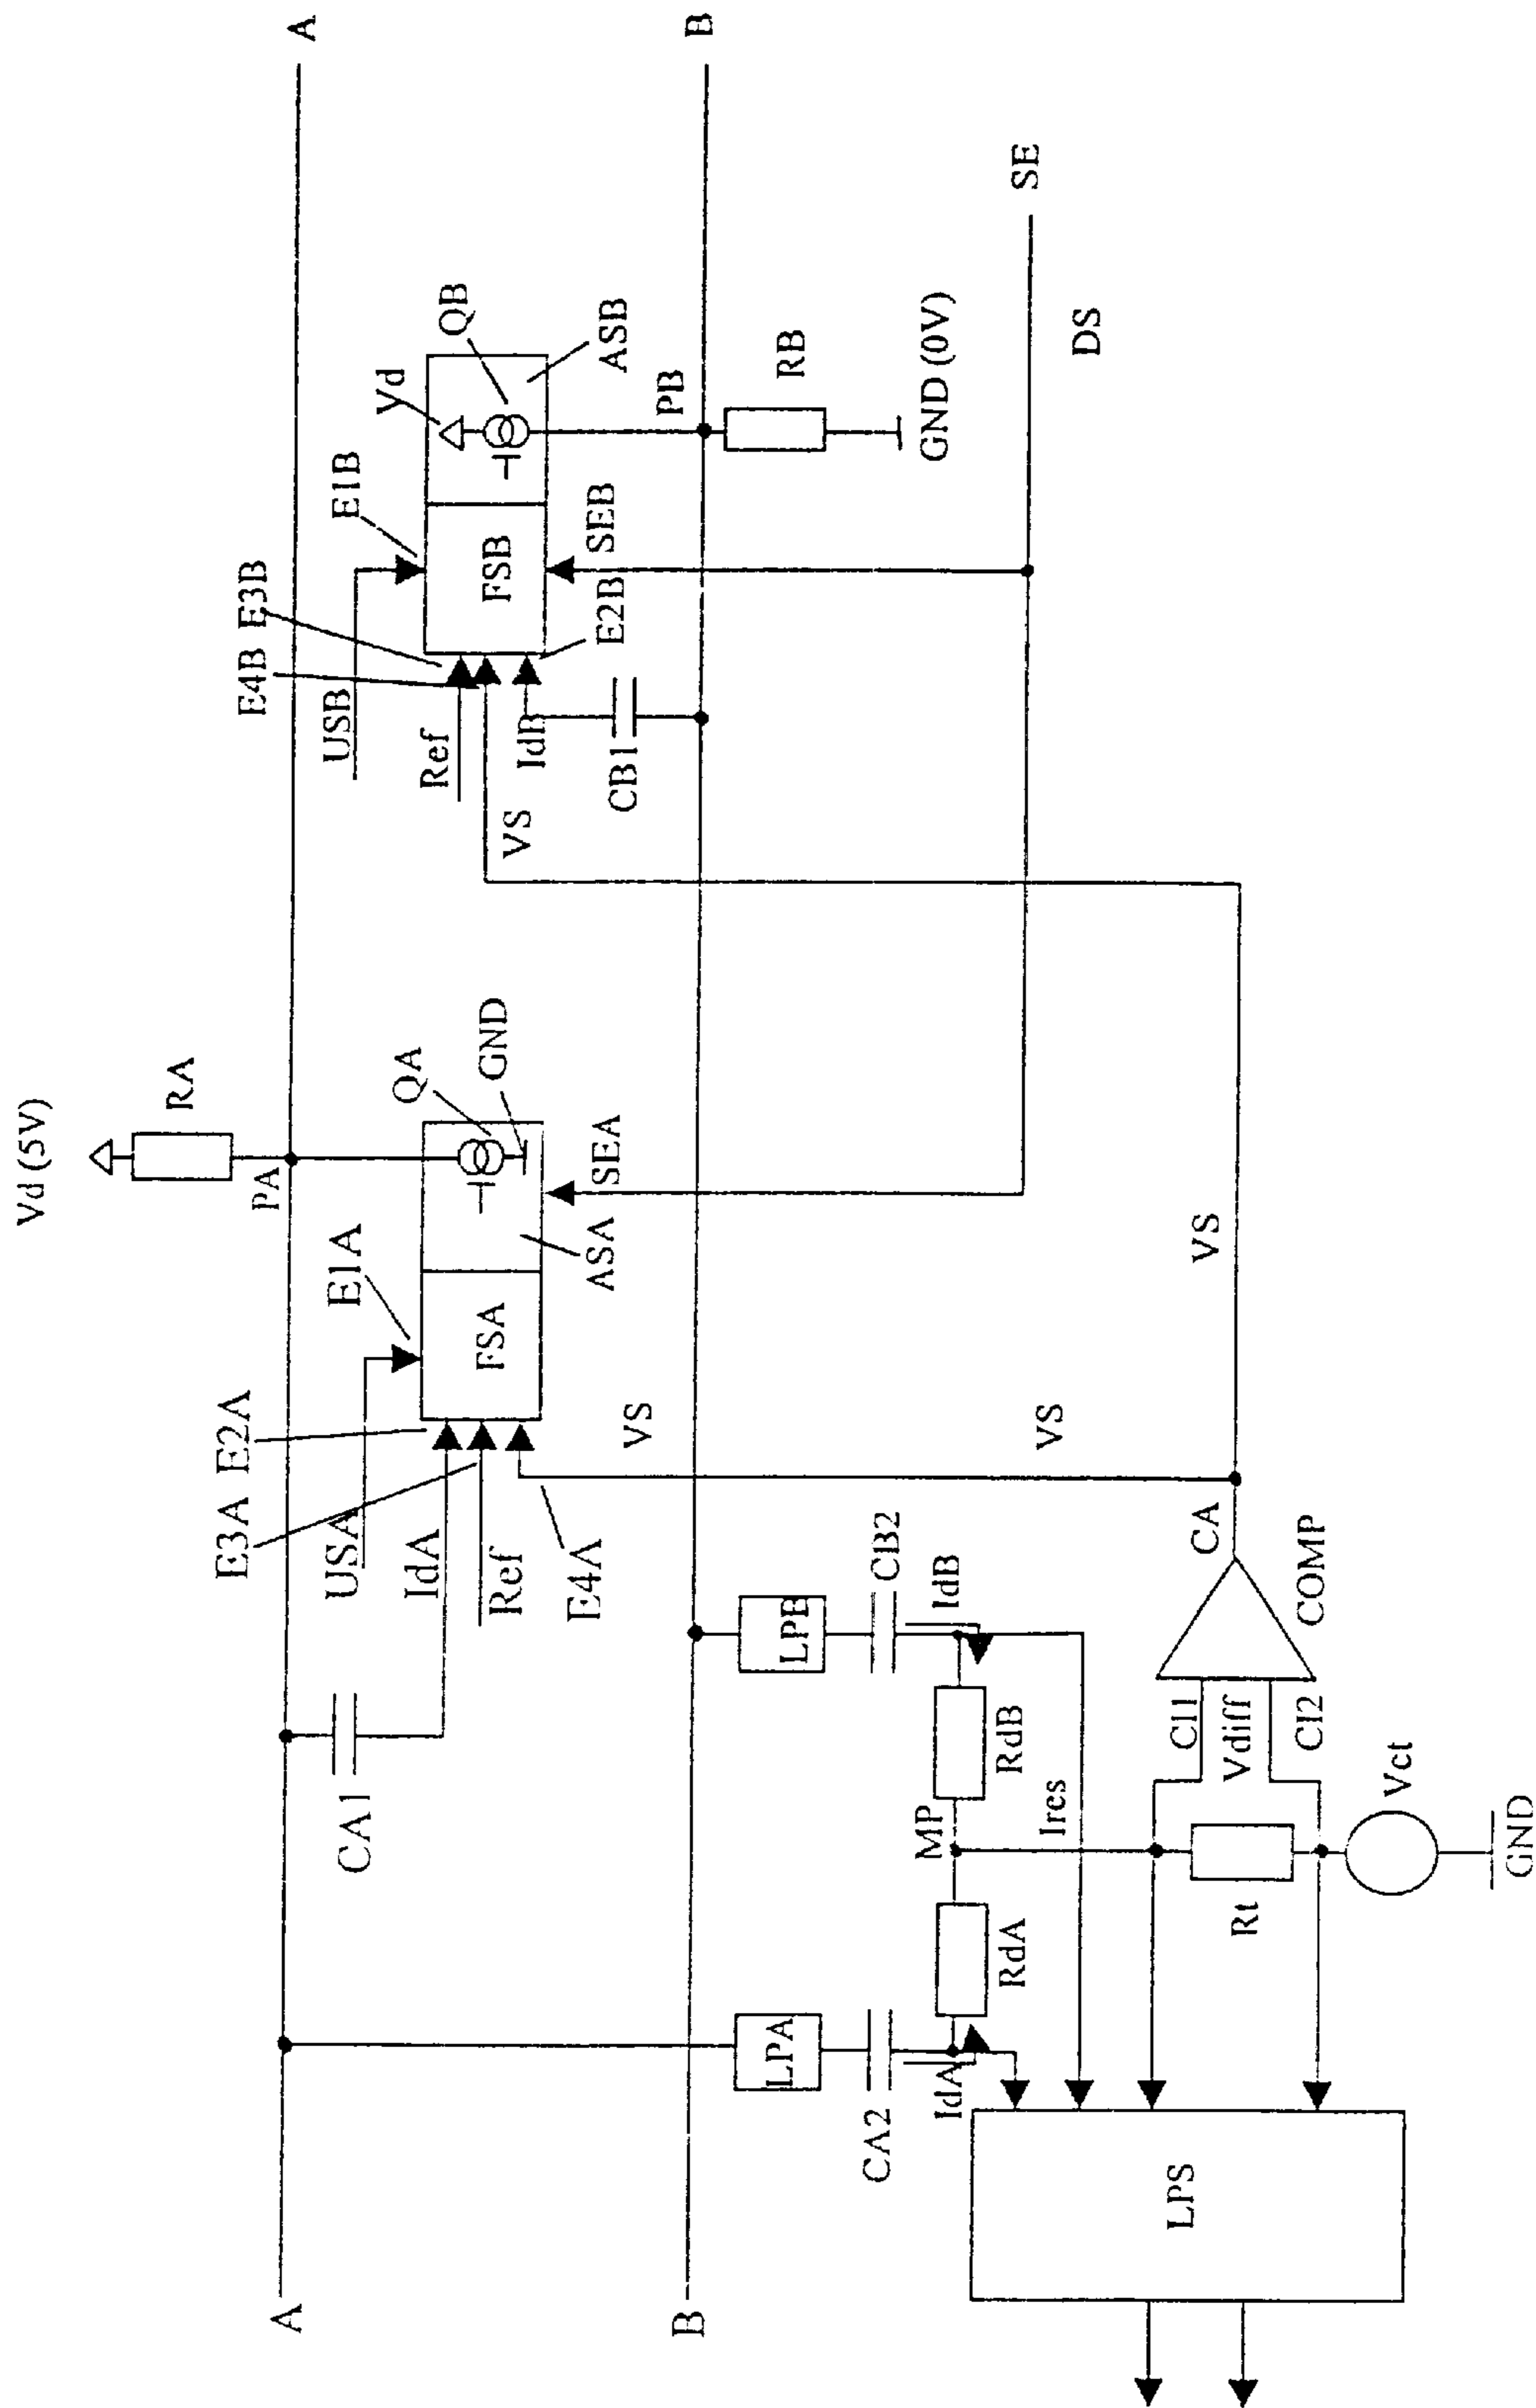 A
B
Vd (5V)
RA
PA
E1A
E3A E2A
USA
IdA
Ref
E4A
CA1
FSA
ASA
QA
GND
SEA
VS
E4B E3B
USB
Ref
VS
IdB
CB1
E1B
Vd
QB
FSB
ASB
SEB
E2B
PB
RB
GND (0V)
SE
DS
A
B
VS
VS
LPA
CA2
IdA
LPB
CB2
IdB
RdA
MP
RdB
Ires
CI1
Vdiff
CI2
CA
COMP
Rt
Vct
GND
LPS